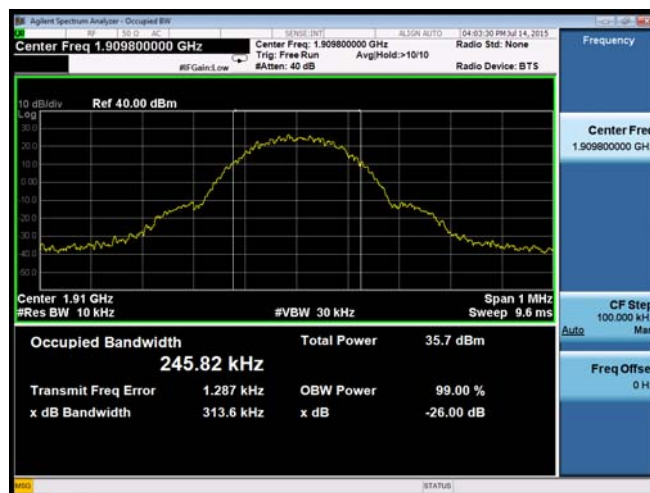 Agilent Spectrum Analyzer - Occupied BW
RF 50 Ω AC SENSE:INT ALIGN AUTO 04:03:30 PM Jul 14, 2015
Center Freq 1.909800000 GHz
Center Freq: 1.909800000 GHz
Radio Std: None
Trig: Free Run Avg|Hold:>10/10
#IFGain:Low
#Atten: 40 dB
Radio Device: BTS
Frequency
10 dB/div Ref 40.00 dBm
Log
30.0
20.0
10.0
0.00
-10.0
-20.0
-30.0
-40.0
-50.0
Center 1.91 GHz
Span 1 MHz
#Res BW 10 kHz
#VBW 30 kHz
Sweep 9.6 ms
Occupied Bandwidth
245.82 kHz
Total Power 35.7 dBm
Transmit Freq Error 1.287 kHz
OBW Power 99.00 %
x dB Bandwidth 313.6 kHz
x dB -26.00 dB
Center Fre
1.909800000 GH
CF Step
100.000 kH
Auto Ma
Freq Offse
0 H
MSG
STATUS